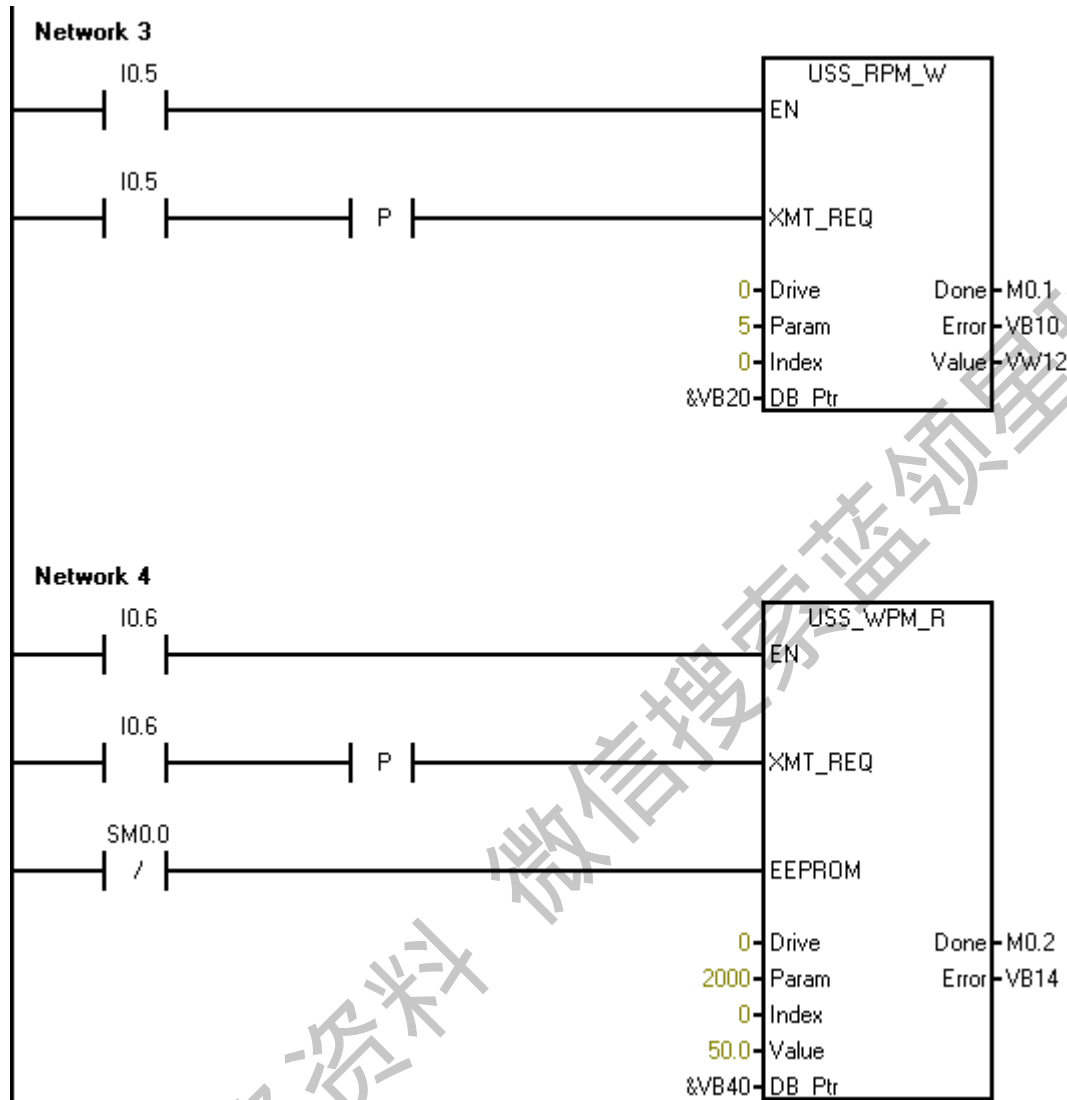 Network 3
I0.5
USS_RPM_W
EN
I0.5
P
XMT_REQ
0 Drive Done M0.1
5 Param Error VB10
0 Index Value VW12
&VB20 DB_Ptr
Network 4
I0.6
USS_WPM_R
EN
I0.6
P
XMT_REQ
SM0.0
/
EEPROM
0 Drive Done M0.2
2000 Param Error VB14
0 Index
50.0 Value
&VB40 DB_Ptr
资料 微信搜索蓝领星